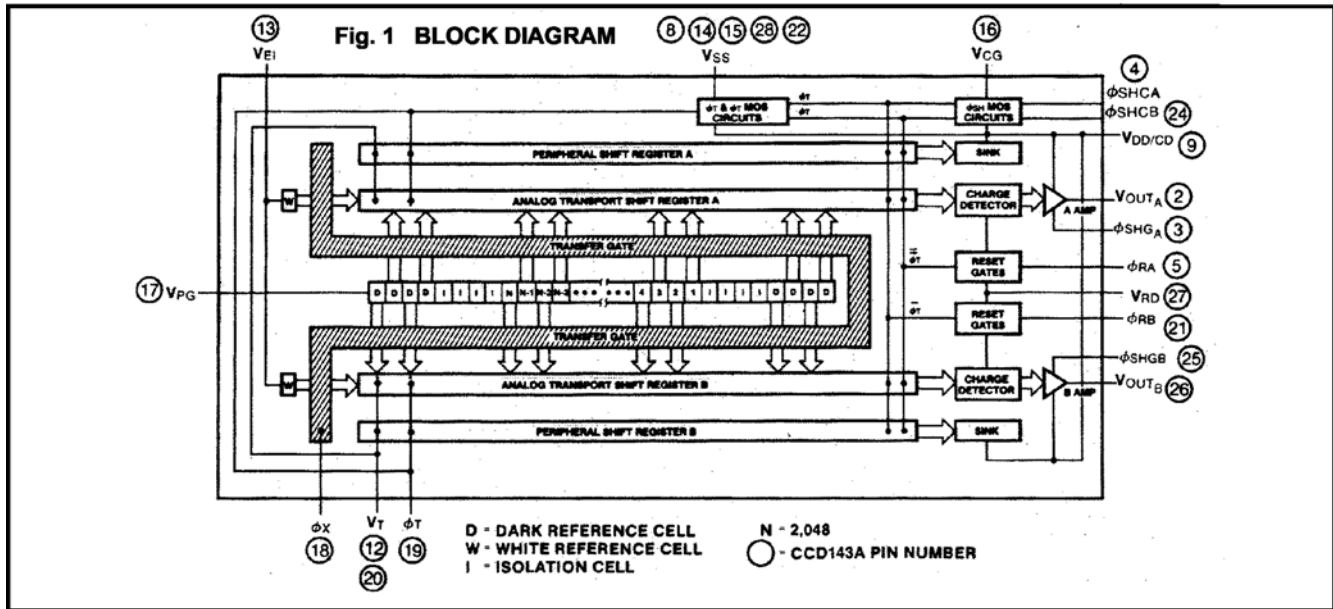 Fig. 1 BLOCK DIAGRAM
13
VEI
8 14 15 28 22
VSS
16
VCG
4
ϕSHCA
ϕSHCB 24
VDD/CD 9
ϕT & ϕT MOS
CIRCUITS
ϕT
ϕT
ϕSH MOS
CIRCUITS
PERIPHERAL SHIFT REGISTER A
SINK
W
ANALOG TRANSPORT SHIFT REGISTER A
CHARGE
DETECTOR
A AMP
VOUTA 2
ϕSHGA 3
TRANSFER GATE
ϕT
RESET
GATES
ϕRA 5
17 VPG
D D D D I I I I N N-1 N-2 N-3 4 3 2 1 I I I I D D D D
VRD 27
ϕT
RESET
GATES
ϕRB 21
TRANSFER GATE
ϕSHGB 25
W
ANALOG TRANSPORT SHIFT REGISTER B
CHARGE
DETECTOR
B AMP
VOUTB 26
PERIPHERAL SHIFT REGISTER B
SINK
ϕX VT ϕT
18 12 19
20
D - DARK REFERENCE CELL
W - WHITE REFERENCE CELL
I - ISOLATION CELL
N - 2,048
- CCD143A PIN NUMBER